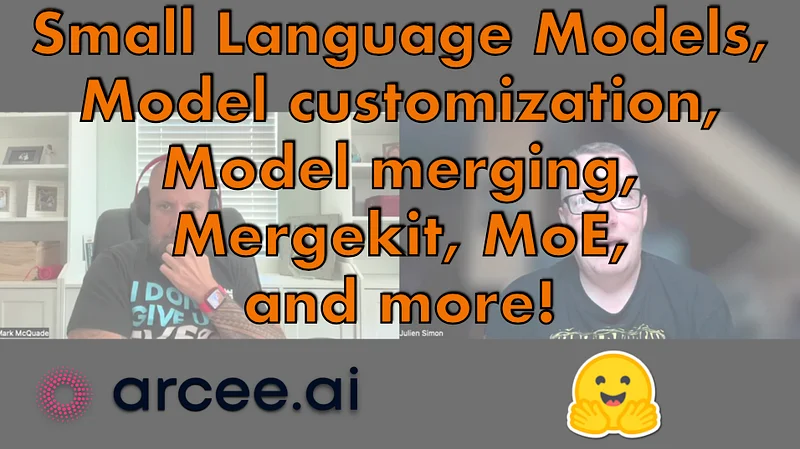 Small Language Models,
Model customization,
Model merging,
Mergekit, MoE,
and more!
I DON'
GIVE U
Mark McQuade
Julien Simon
arcee.ai